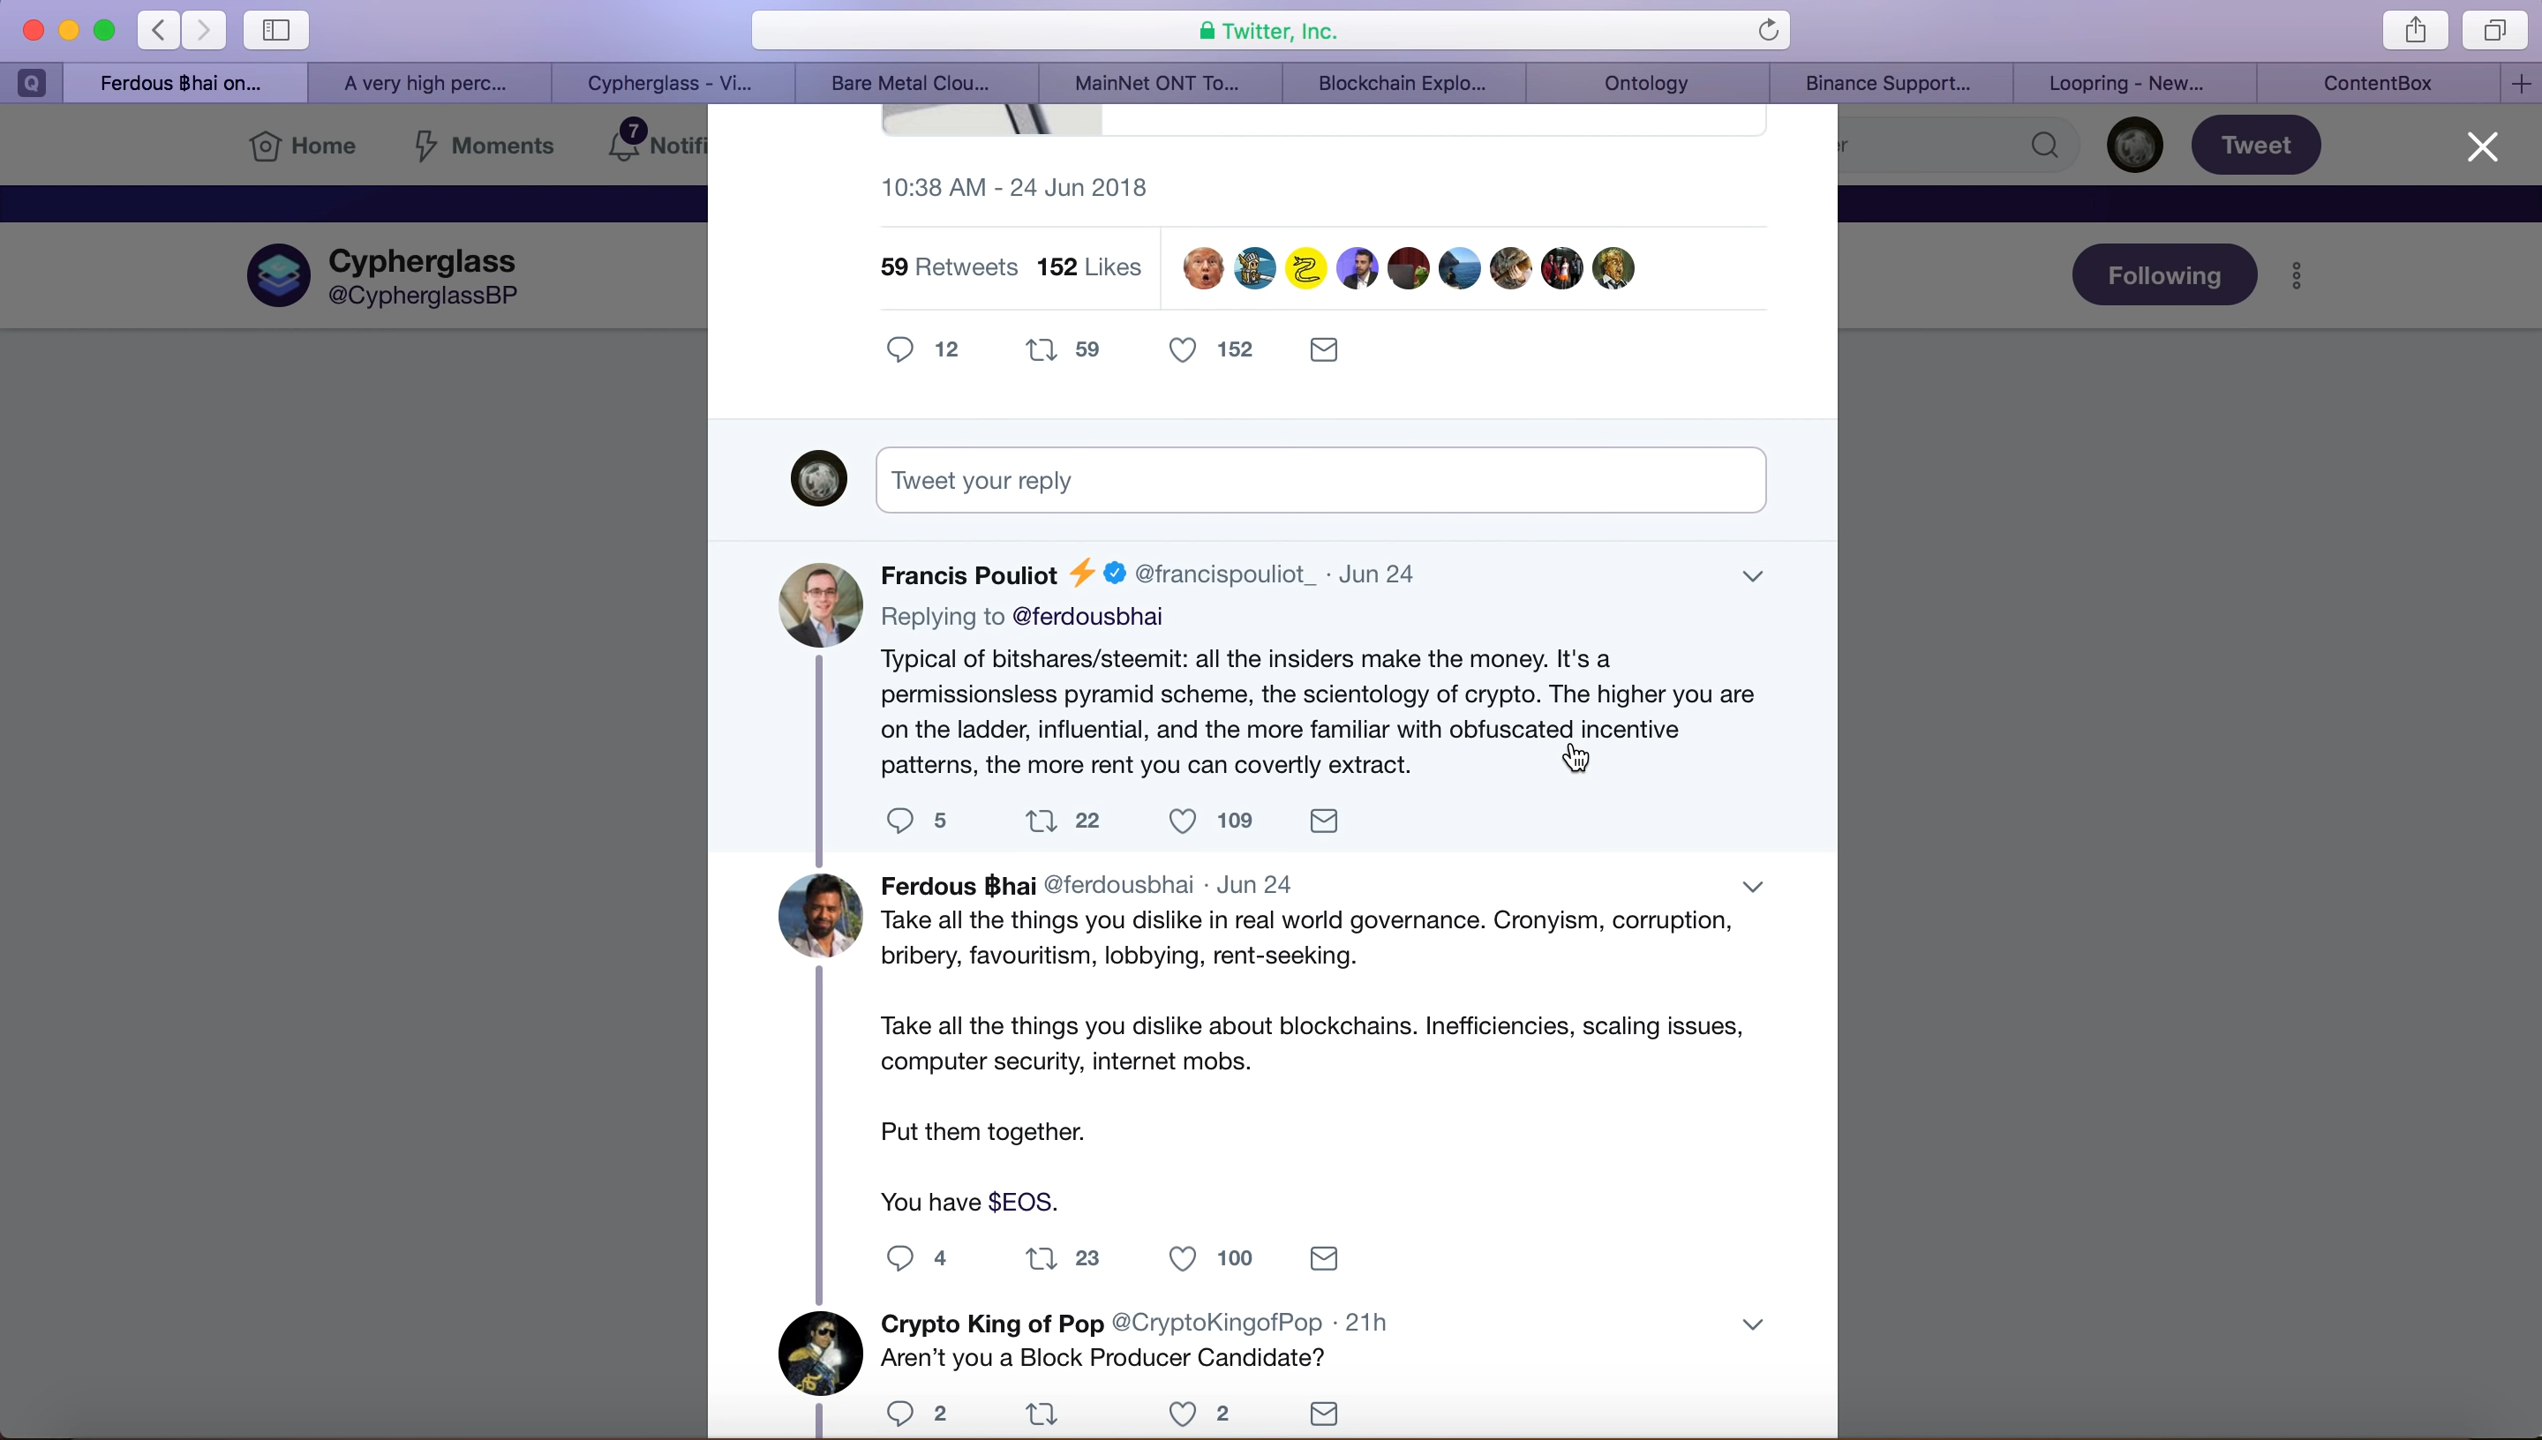 Twitter, Inc.
Q
Ferdous ₿hai on...
A very high perc...
Cypherglass - Vi...
Bare Metal Clou...
MainNet ONT To...
Blockchain Explo...
Ontology
Binance Support...
Loopring - New...
ContentBox
Home
Moments
7
Notifi
r
Tweet
Cypherglass
@CypherglassBP
Following
10:38 AM - 24 Jun 2018
59 Retweets 152 Likes
12 59 152
Tweet your reply
Francis Pouliot ⚡ @francispouliot_ · Jun 24
Replying to @ferdousbhai
Typical of bitshares/steemit: all the insiders make the money. It's a
permissionsless pyramid scheme, the scientology of crypto. The higher you are
on the ladder, influential, and the more familiar with obfuscated incentive
patterns, the more rent you can covertly extract.
5 22 109
Ferdous ₿hai @ferdousbhai · Jun 24
Take all the things you dislike in real world governance. Cronyism, corruption,
bribery, favouritism, lobbying, rent-seeking.
Take all the things you dislike about blockchains. Inefficiencies, scaling issues,
computer security, internet mobs.
Put them together.
You have $EOS.
4 23 100
Crypto King of Pop @CryptoKingofPop · 21h
Aren't you a Block Producer Candidate?
2 2